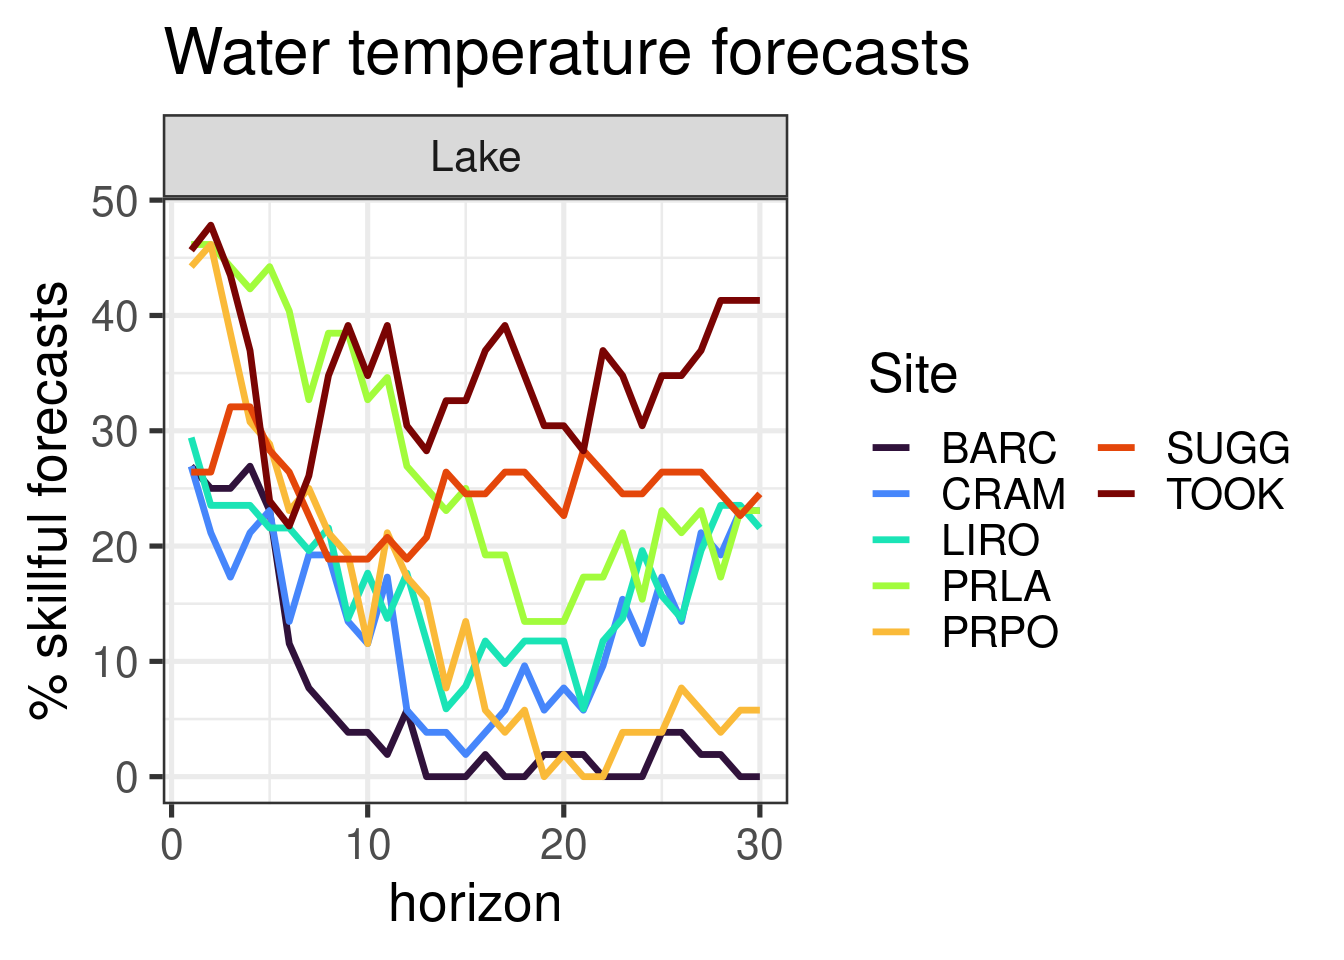 Water temperature forecasts
Lake
% skillful forecasts
50
40
30
20
10
0
0 10 20 30
horizon
Site
BARC SUGG
CRAM TOOK
LIRO
PRLA
PRPO